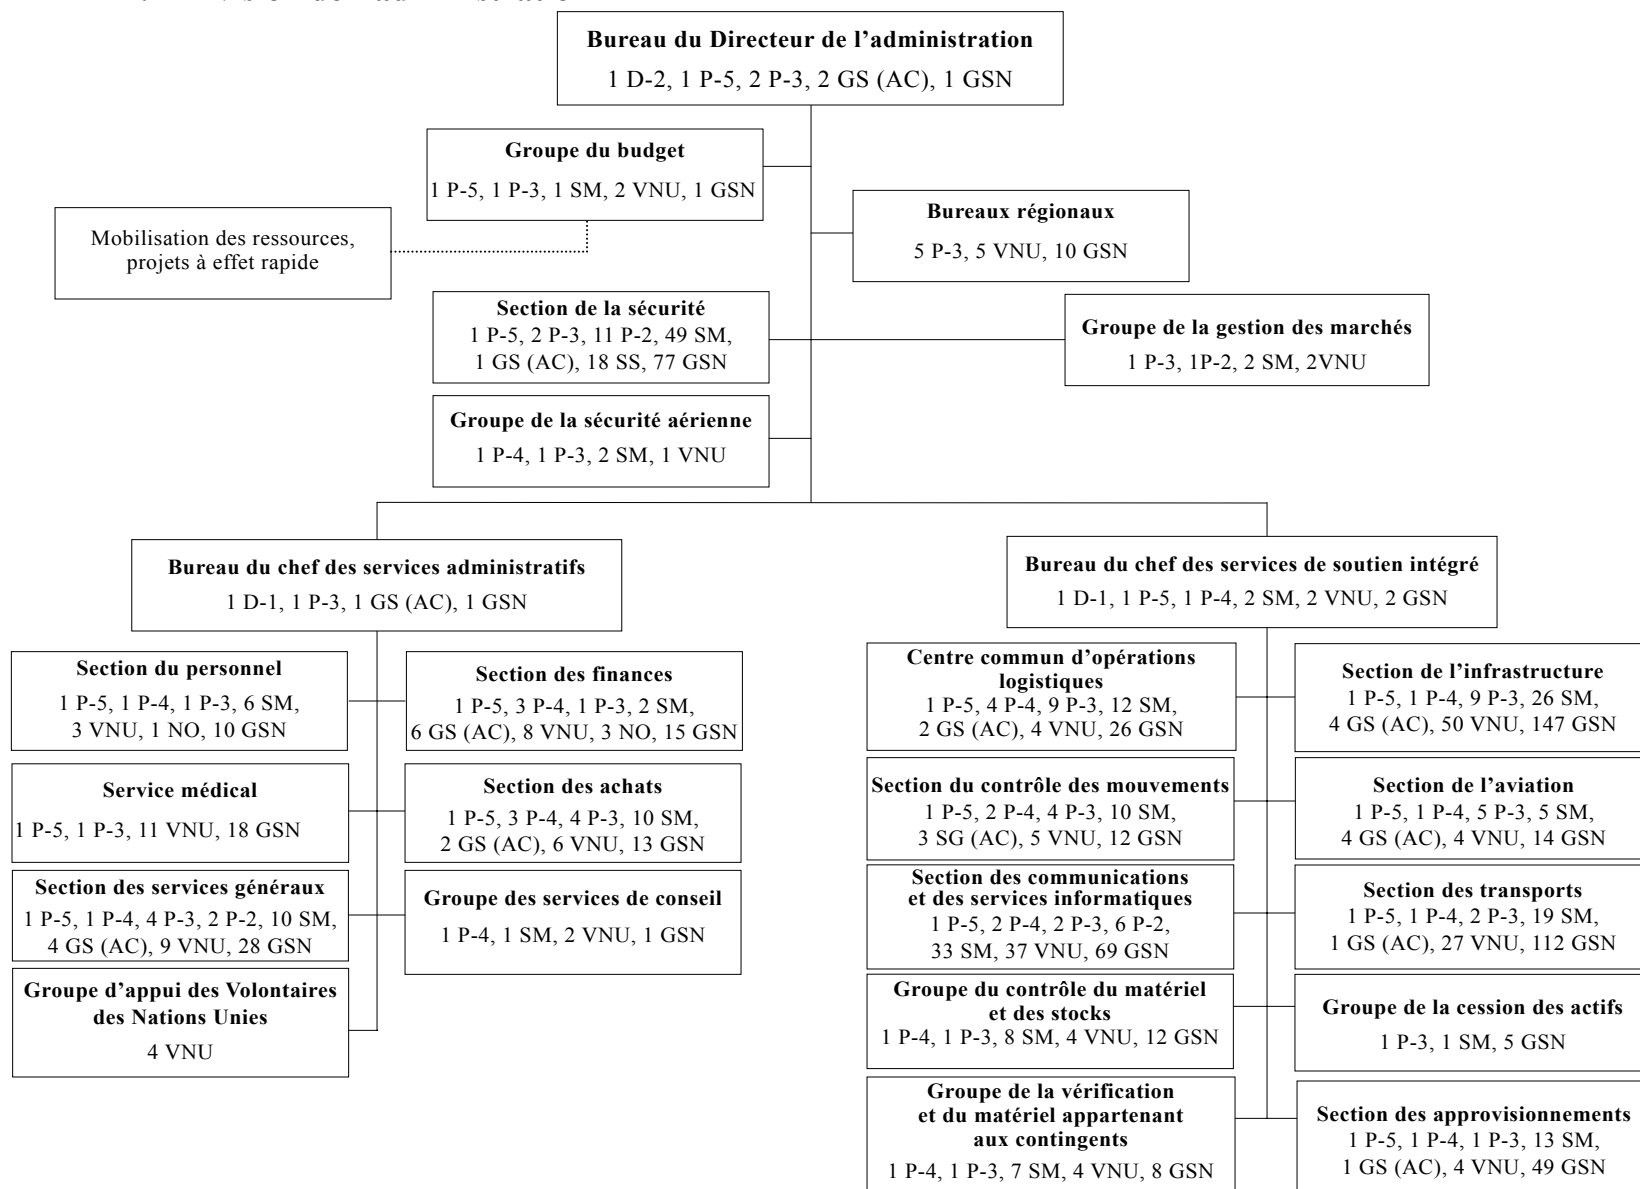 Bureau du Directeur de l’administration
1 D-2, 1 P-5, 2 P-3, 2 GS (AC), 1 GSN
Groupe du budget
1 P-5, 1 P-3, 1 SM, 2 VNU, 1 GSN
Mobilisation des ressources,
projets à effet rapide
Bureaux régionaux
5 P-3, 5 VNU, 10 GSN
Section de la sécurité
1 P-5, 2 P-3, 11 P-2, 49 SM,
1 GS (AC), 18 SS, 77 GSN
Groupe de la gestion des marchés
1 P-3, 1P-2, 2 SM, 2VNU
Groupe de la sécurité aérienne
1 P-4, 1 P-3, 2 SM, 1 VNU
Bureau du chef des services administratifs
1 D-1, 1 P-3, 1 GS (AC), 1 GSN
Section du personnel
1 P-5, 1 P-4, 1 P-3, 6 SM,
3 VNU, 1 NO, 10 GSN
Section des finances
1 P-5, 3 P-4, 1 P-3, 2 SM,
6 GS (AC), 8 VNU, 3 NO, 15 GSN
Service médical
1 P-5, 1 P-3, 11 VNU, 18 GSN
Section des achats
1 P-5, 3 P-4, 4 P-3, 10 SM,
2 GS (AC), 6 VNU, 13 GSN
Section des services généraux
1 P-5, 1 P-4, 4 P-3, 2 P-2, 10 SM,
4 GS (AC), 9 VNU, 28 GSN
Groupe des services de conseil
1 P-4, 1 SM, 2 VNU, 1 GSN
Groupe d’appui des Volontaires
des Nations Unies
4 VNU
Bureau du chef des services de soutien intégré
1 D-1, 1 P-5, 1 P-4, 2 SM, 2 VNU, 2 GSN
Centre commun d’opérations
logistiques
1 P-5, 4 P-4, 9 P-3, 12 SM,
2 GS (AC), 4 VNU, 26 GSN
Section de l’infrastructure
1 P-5, 1 P-4, 9 P-3, 26 SM,
4 GS (AC), 50 VNU, 147 GSN
Section du contrôle des mouvements
1 P-5, 2 P-4, 4 P-3, 10 SM,
3 SG (AC), 5 VNU, 12 GSN
Section de l’aviation
1 P-5, 1 P-4, 5 P-3, 5 SM,
4 GS (AC), 4 VNU, 14 GSN
Section des communications
et des services informatiques
1 P-5, 2 P-4, 2 P-3, 6 P-2,
33 SM, 37 VNU, 69 GSN
Section des transports
1 P-5, 1 P-4, 2 P-3, 19 SM,
1 GS (AC), 27 VNU, 112 GSN
Groupe du contrôle du matériel
et des stocks
1 P-4, 1 P-3, 8 SM, 4 VNU, 12 GSN
Groupe de la cession des actifs
1 P-3, 1 SM, 5 GSN
Groupe de la vérification
et du matériel appartenant
aux contingents
1 P-4, 1 P-3, 7 SM, 4 VNU, 8 GSN
Section des approvisionnements
1 P-5, 1 P-4, 1 P-3, 13 SM,
1 GS (AC), 4 VNU, 49 GSN